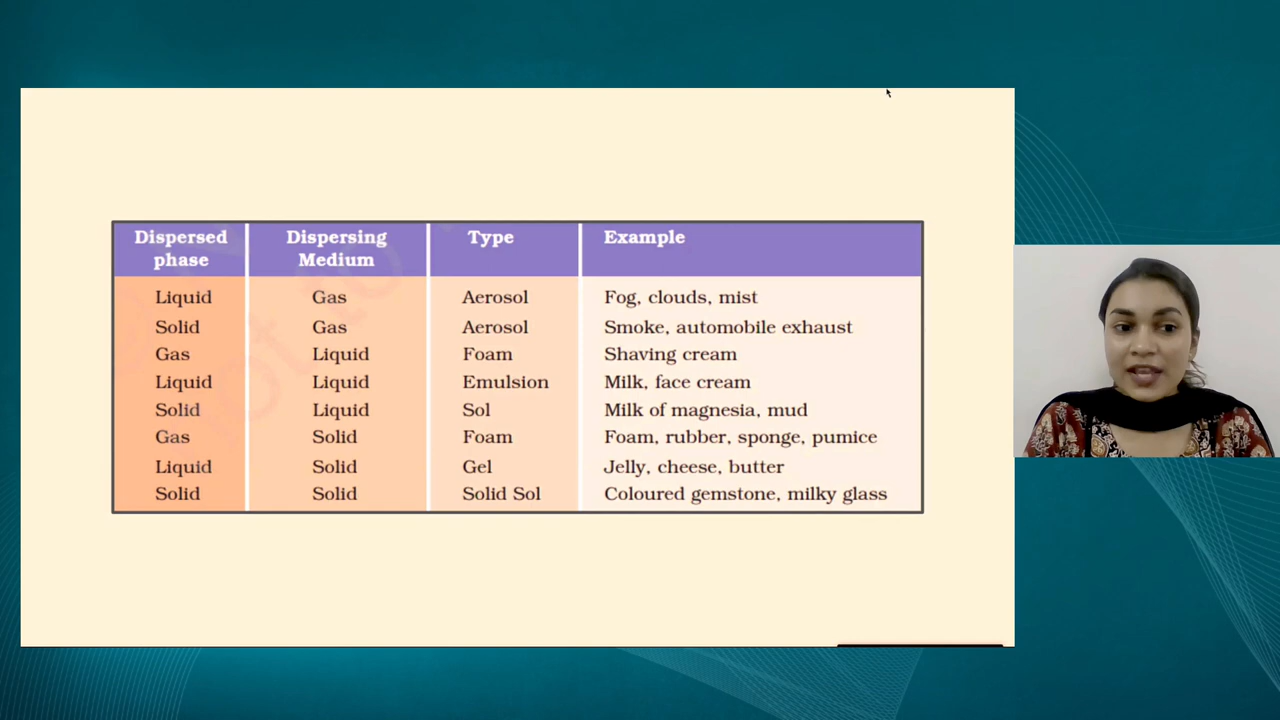 Dispersed phase Dispersing Medium Type Example
Liquid Gas Aerosol Fog, clouds, mist
Solid Gas Aerosol Smoke, automobile exhaust
Gas Liquid Foam Shaving cream
Liquid Liquid Emulsion Milk, face cream
Solid Liquid Sol Milk of magnesia, mud
Gas Solid Foam Foam, rubber, sponge, pumice
Liquid Solid Gel Jelly, cheese, butter
Solid Solid Solid Sol Coloured gemstone, milky glass
not to